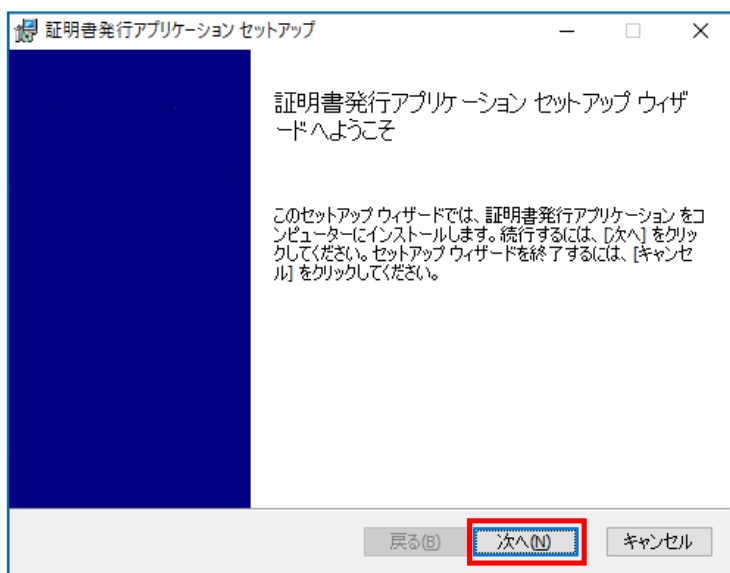 証明書発行アプリケーション セットアップ
証明書発行アプリケーション セットアップ ウィザ
ードへようこそ
このセットアップ ウィザードでは、証明書発行アプリケーション をコ
ンピューターにインストールします。続行するには、[次へ] をクリッ
クしてください。セットアップ ウィザードを終了するには、[キャンセ
ル] をクリックしてください。
戻る(B) 次へ(N) キャンセル